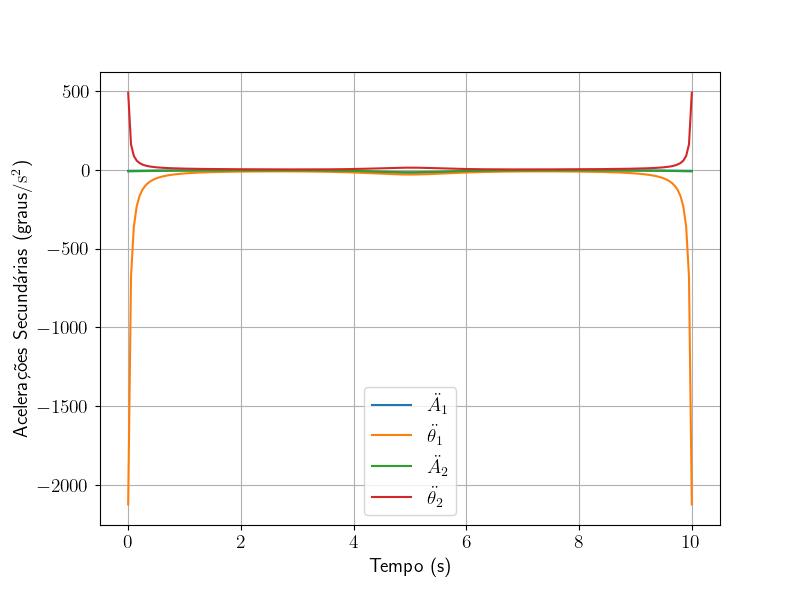 500
0
−500
−1000
−1500
−2000
Acelerações Secundárias (graus/s²)
Ä₁
θ̈₁
Ä₂
θ̈₂
0 2 4 6 8 10
Tempo (s)